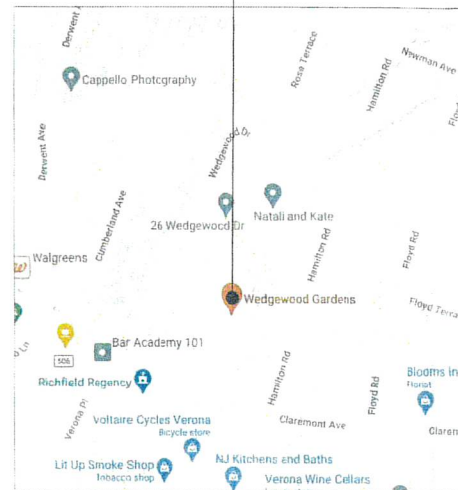 Derwent
Newman Ave
Rose Terrace
Hamilton Rd
Cappello Photography
Derwent Ave
Wedgewood Dr
Cumberland Ave
26 Wedgewood Dr
Natali and Kate
Walgreens
Hamilton Rd
Floyd Rd
Wedgewood Gardens
Floyd Terra
Bar Academy 101
506
Richfield Regency
Hamilton Rd
Floyd Rd
Blooms in
Florist
Verona Pl
Voltaire Cycles Verona
Bicycle store
Claremont Ave
Claren
Lit Up Smoke Shop
Tobacco shop
NJ Kitchens and Baths
Verona Wine Cellars